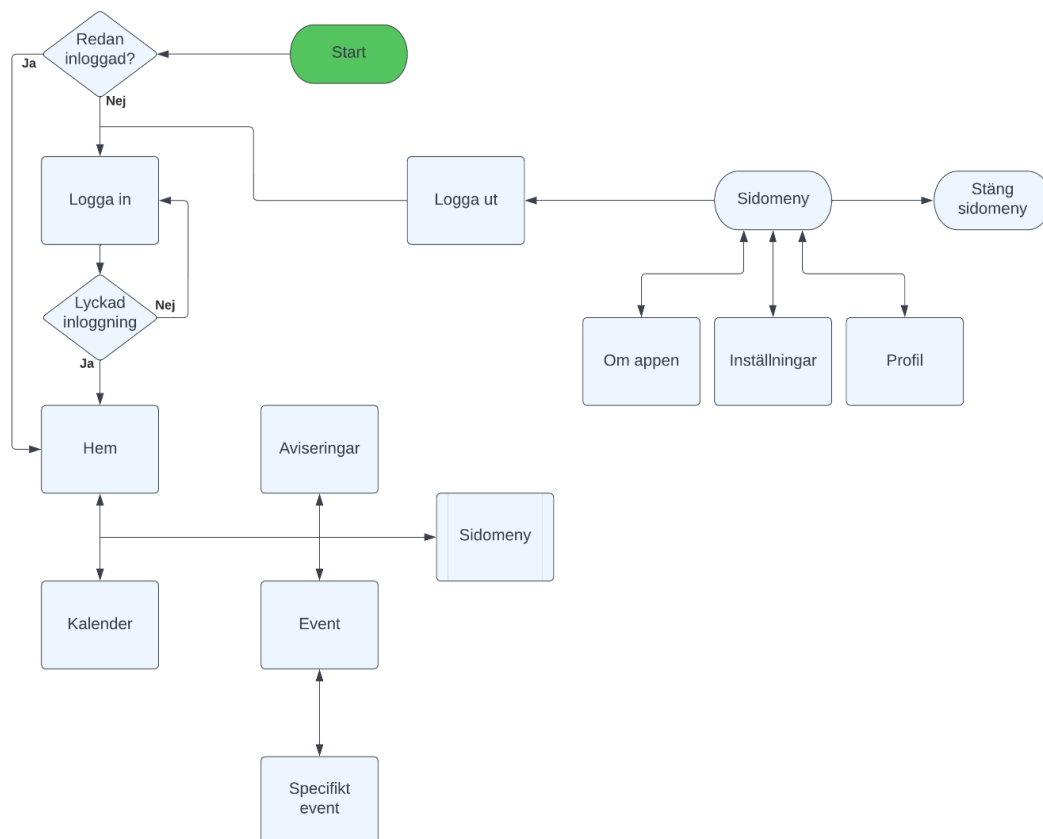 Redan
inloggad?
Start
Ja
Nej
Logga in
Logga ut
Sidomeny
Stäng
sidomeny
Lyckad
inloggning
Nej
Ja
Om appen
Inställningar
Profil
Hem
Aviseringar
Sidomeny
Kalender
Event
Specifikt
event